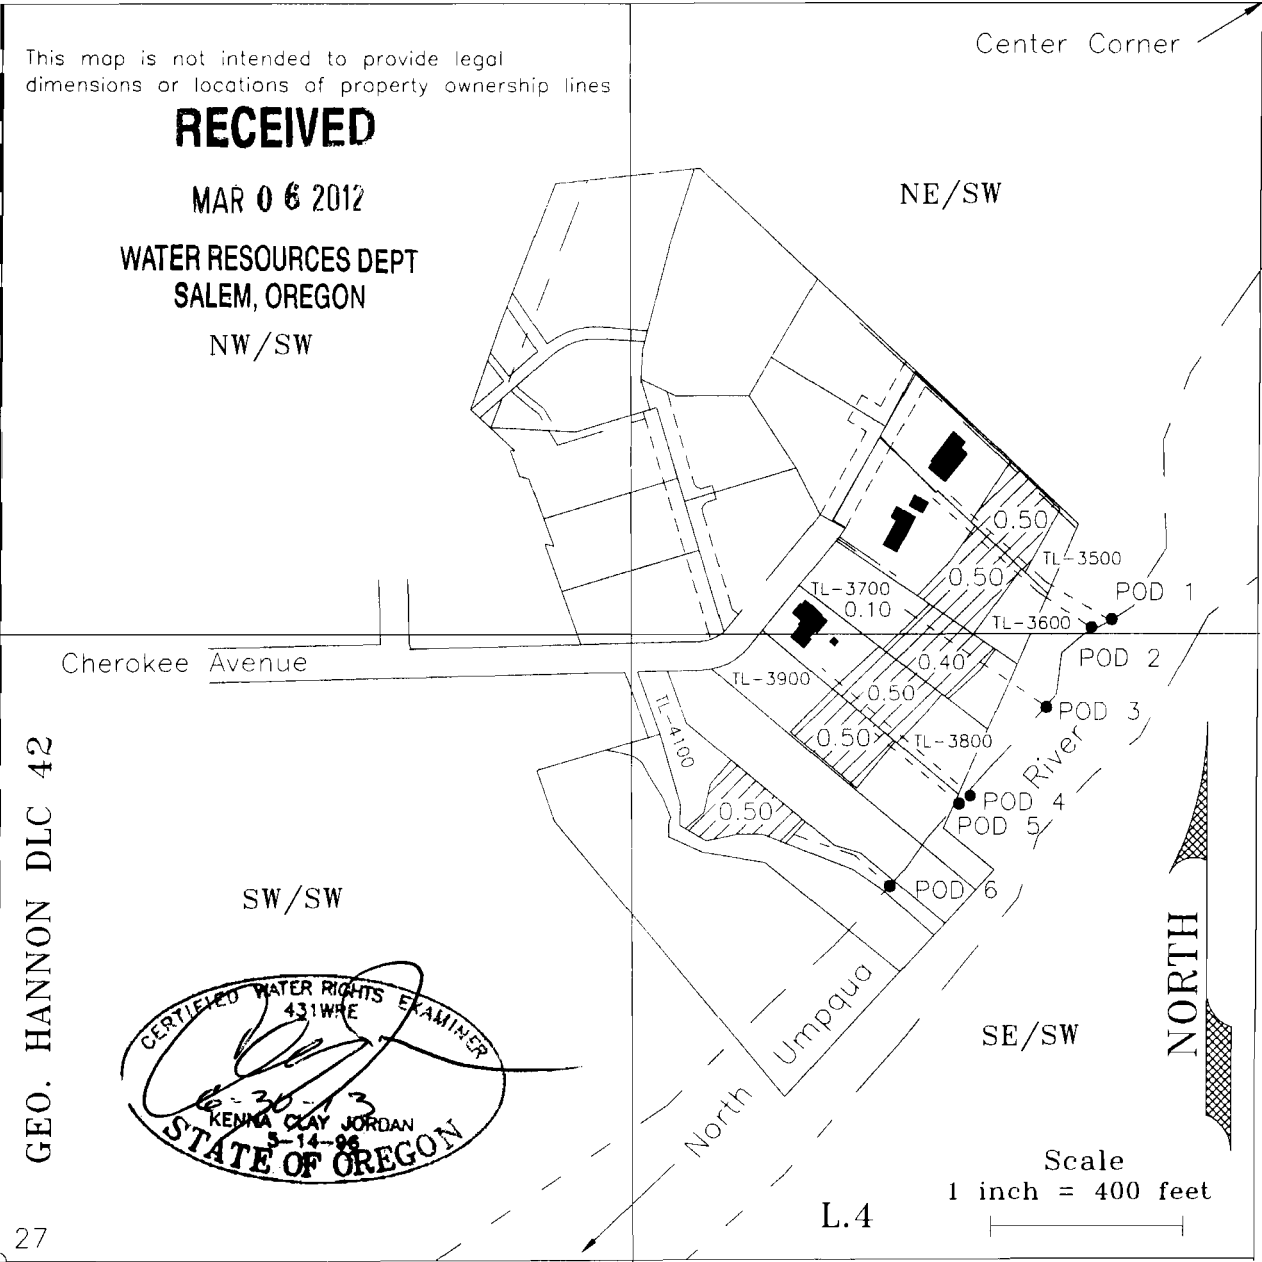 This map is not intended to provide legal
dimensions or locations of property ownership lines
Center Corner
RECEIVED
MAR 06 2012
WATER RESOURCES DEPT
SALEM, OREGON
NW/SW
NE/SW
0.50
TL-3500
0.50
POD 1
TL-3700
0.10
TL-3600
POD 2
Cherokee Avenue
0.40
TL-3900
0.50
POD 3
TL-4100
0.50
TL-3800
River
POD 4
0.50
POD 5
POD 6
GEO. HANNON DLC 42
SW/SW
NORTH
CERTIFIED WATER RIGHTS EXAMINER
431WRE
6-30-13
KENNA CLAY JORDAN
5-14-96
STATE OF OREGON
Umpqua
North
SE/SW
Scale
1 inch = 400 feet
L.4
27